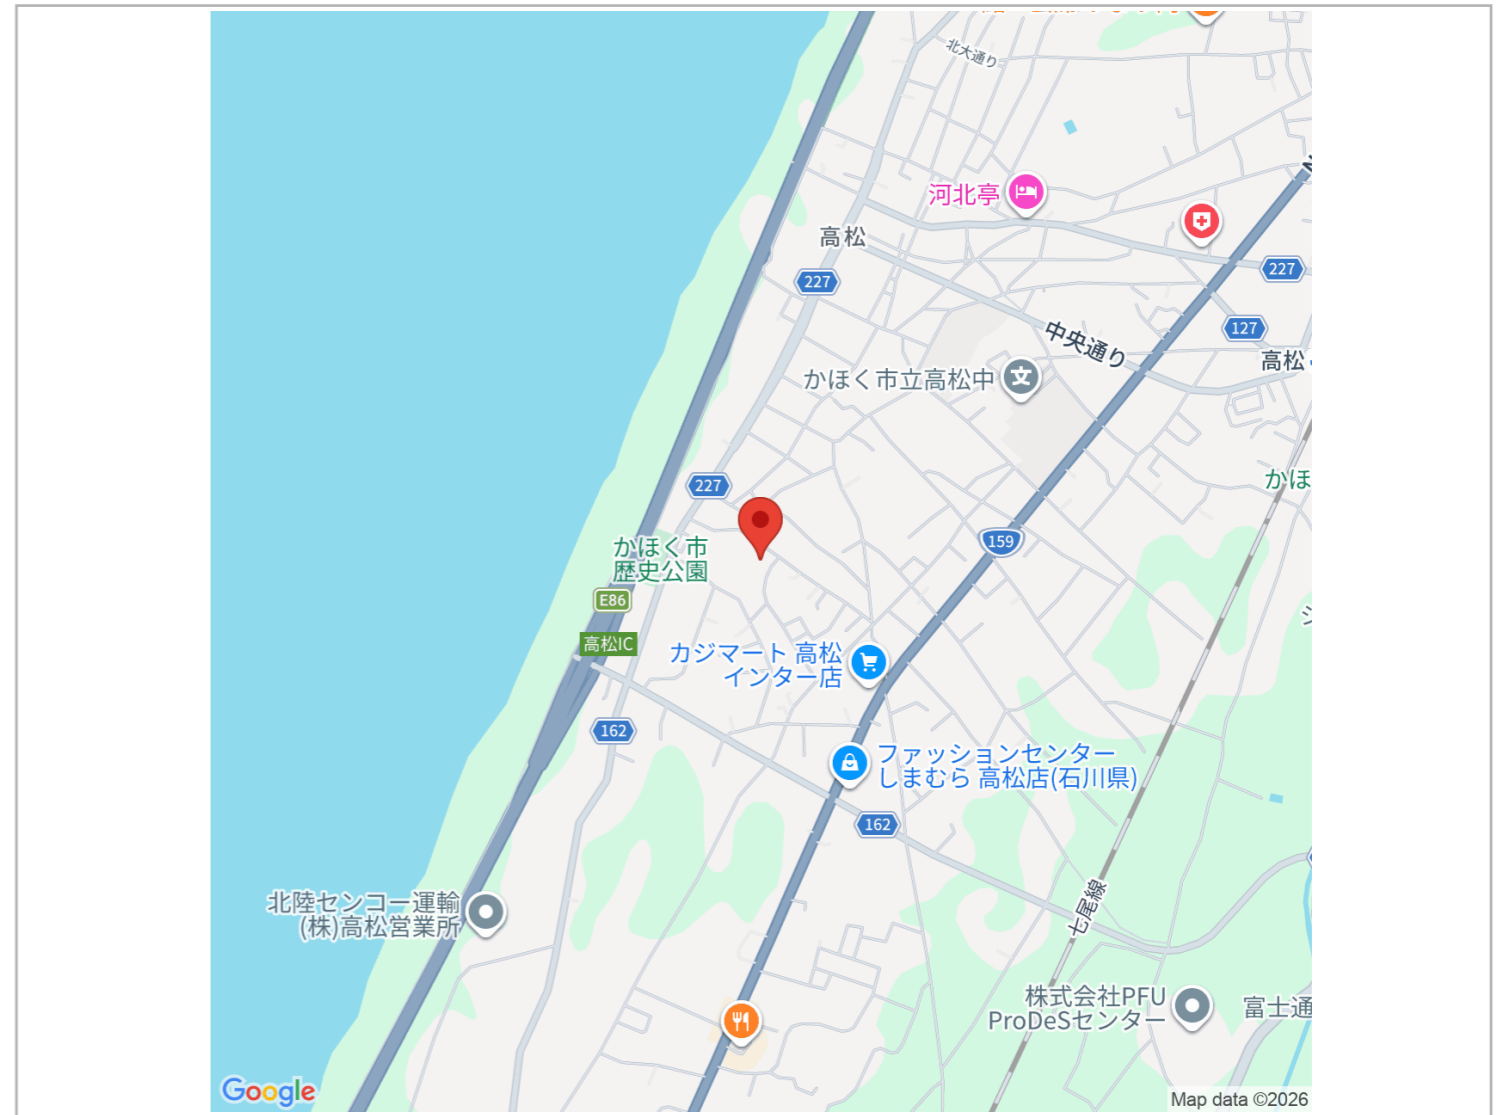 北大通り
河北亭
高松
227
227
127
中央通り
高松
かほく市立高松中
かほ
227
159
かほく市
歴史公園
E86
高松IC
カジマート 高松
インター店
162
ファッションセンター
しまむら 高松店(石川県)
162
七尾線
北陸センコー運輸
(株)高松営業所
株式会社PFU
ProDeSセンター
富士通
Google
Map data ©2026